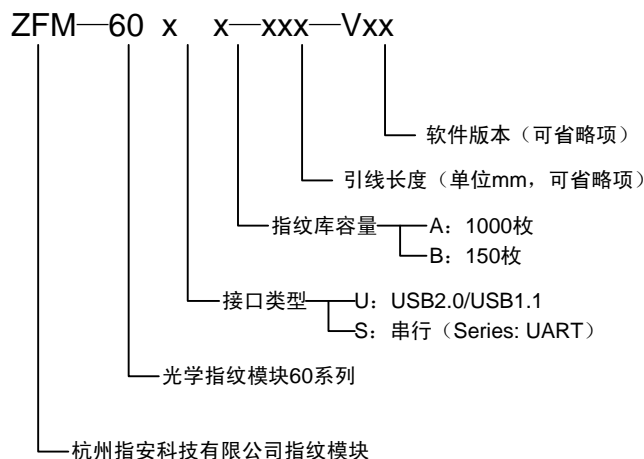 ZFM—60 x x—xxx—Vxx
软件版本（可省略项）
引线长度（单位mm，可省略项）
指纹库容量 A：1000枚
B：150枚
接口类型 U：USB2.0/USB1.1
S：串行（Series: UART）
光学指纹模块60系列
杭州指安科技有限公司指纹模块